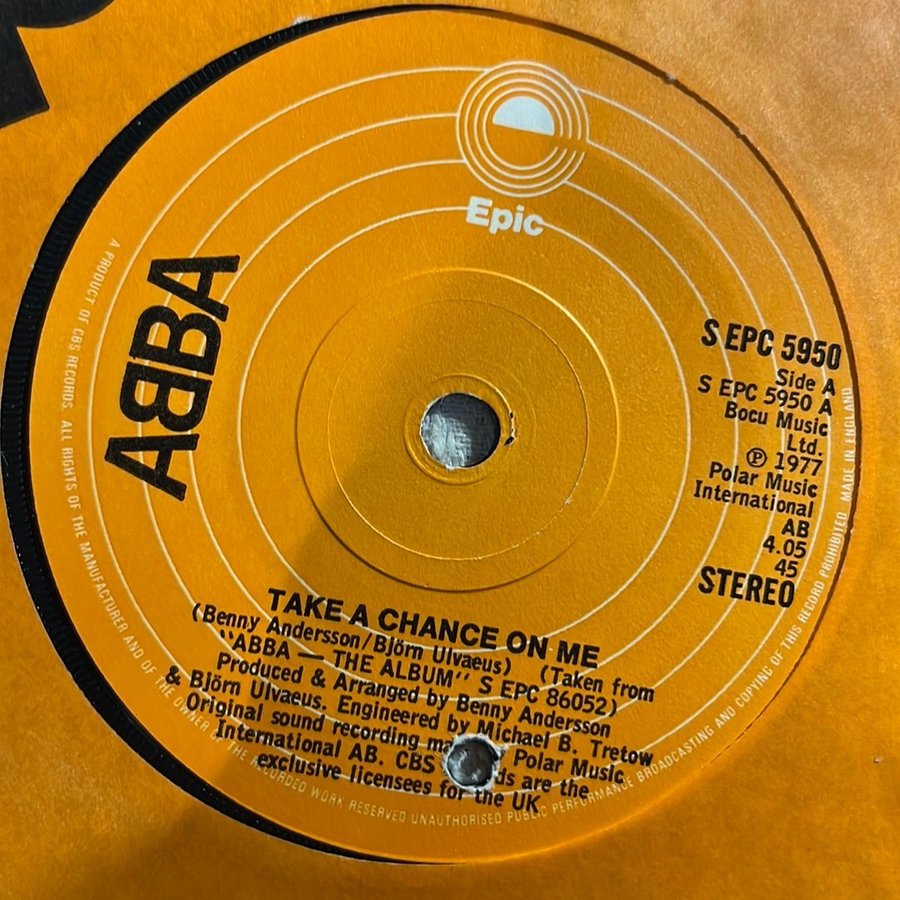 Epic
ABBA
S EPC 5950
Side A
S EPC 5950 A
Bocu Music
Ltd.
℗ 1977
Polar Music
International
AB
4.05
45
STEREO
TAKE A CHANCE ON ME
(Benny Andersson/Björn Ulvaeus) (Taken from
"ABBA — THE ALBUM" S EPC 86052)
Produced & Arranged by Benny Andersson
& Björn Ulvaeus. Engineered by Michael B. Tretow
Original sound recording Polar Music
International AB. CBS are the
exclusive licensees for the UK
A PRODUCT OF CBS RECORDS. ALL RIGHTS OF THE MANUFACTURER AND OF THE OWNER OF THE RECORDED WORK RESERVED UNAUTHORISED PUBLIC PERFORMANCE BROADCASTING AND COPYING OF THIS RECORD PROHIBITED MADE IN ENGLAND